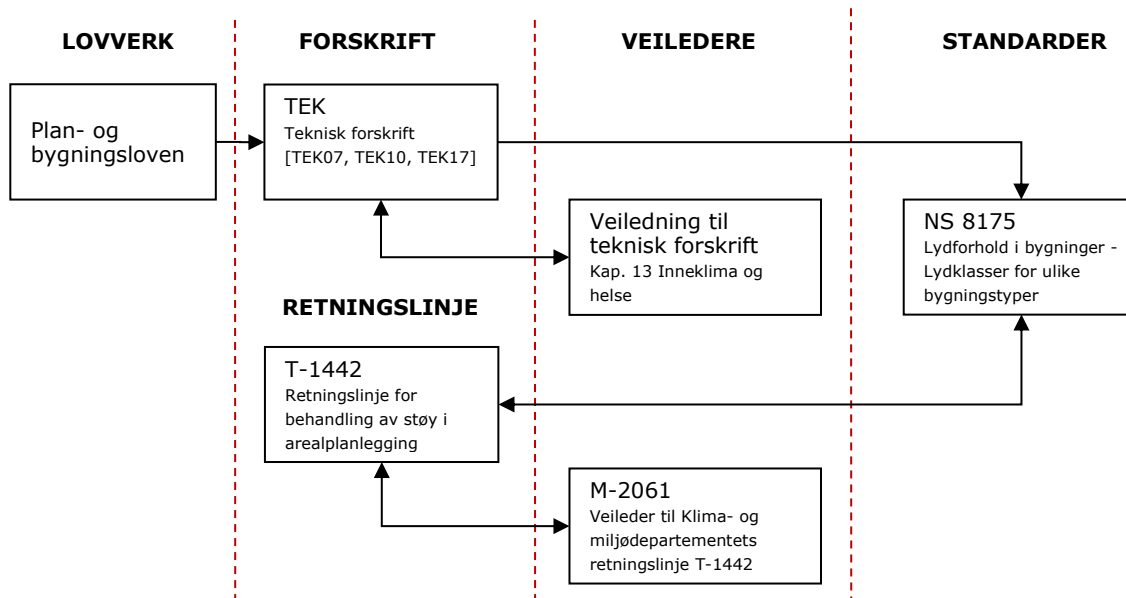 LOVVERK
FORSKRIFT
VEILEDERE
STANDARDER
Plan- og
bygningsloven
TEK
Teknisk forskrift
[TEK07, TEK10, TEK17]
Veiledning til
teknisk forskrift
Kap. 13 Inneklima og
helse
NS 8175
Lydforhold i bygninger -
Lydklasser for ulike
bygningstyper
RETNINGSLINJE
T-1442
Retningslinje for
behandling av støy i
arealplanlegging
M-2061
Veileder til Klima- og
miljødepartementets
retningslinje T-1442